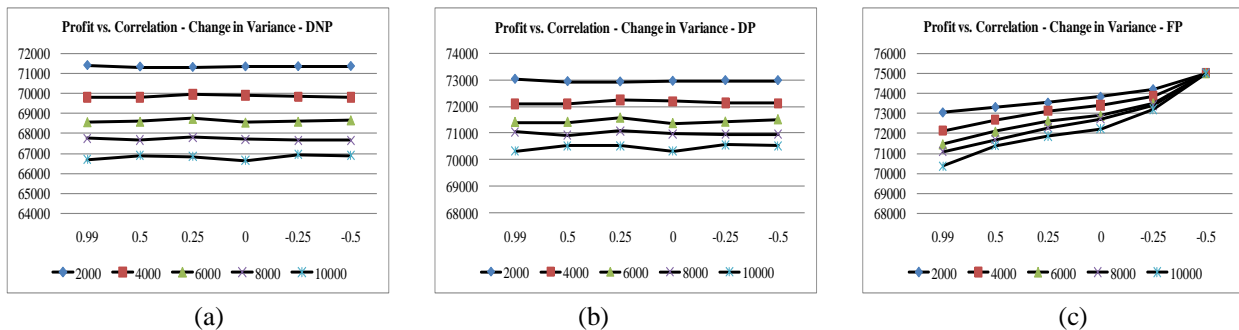 Profit vs. Correlation - Change in Variance - DNP
72000
71000
70000
69000
68000
67000
66000
65000
64000
0.99 0.5 0.25 0 -0.25 -0.5
2000 4000 6000 8000 10000
(a)
Profit vs. Correlation - Change in Variance - DP
74000
73000
72000
71000
70000
69000
68000
0.99 0.5 0.25 0 -0.25 -0.5
2000 4000 6000 8000 10000
(b)
Profit vs. Correlation - Change in Variance - FP
76000
75000
74000
73000
72000
71000
70000
69000
68000
0.99 0.5 0.25 0 -0.25 -0.5
2000 4000 6000 8000 10000
(c)